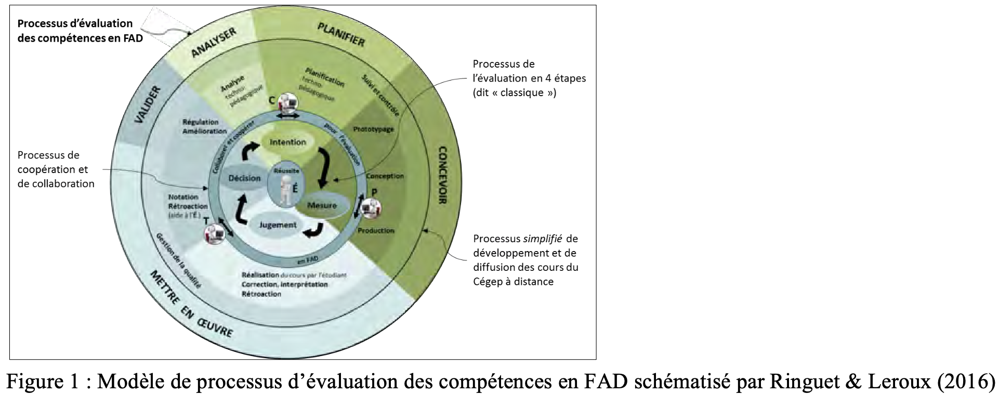 Processus d’évaluation
des compétences en FAD
ANALYSER
PLANIFIER
CONCEVOIR
METTRE EN ŒUVRE
VALIDER
Analyse
techno-
pédagogique
Planification
techno-
pédagogique
Suivi et contrôle
Prototypage
Conception
Production
Réalisation du cours par l'étudiant
Correction, interprétation
Rétroaction
Gestion de la qualité
Notation
Rétroaction
(aide à l'É.)
Régulation
Amélioration
C
P
T
Collaborer et coopérer
pour l'évaluation
en FAD
Intention
Mesure
Jugement
Décision
Réussite
É
Processus de
l’évaluation en 4 étapes
(dit « classique »)
Processus de
coopération et
de collaboration
Processus simplifié de
développement et de
diffusion des cours du
Cégep à distance
Figure 1 : Modèle de processus d’évaluation des compétences en FAD schématisé par Ringuet & Leroux (2016)